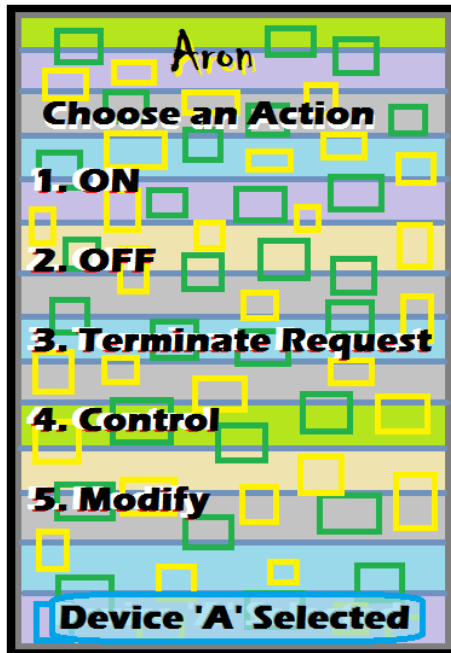 Aron
Choose an Action
1. ON
2. OFF
3. Terminate Request
4. Control
5. Modify
Device 'A' Selected